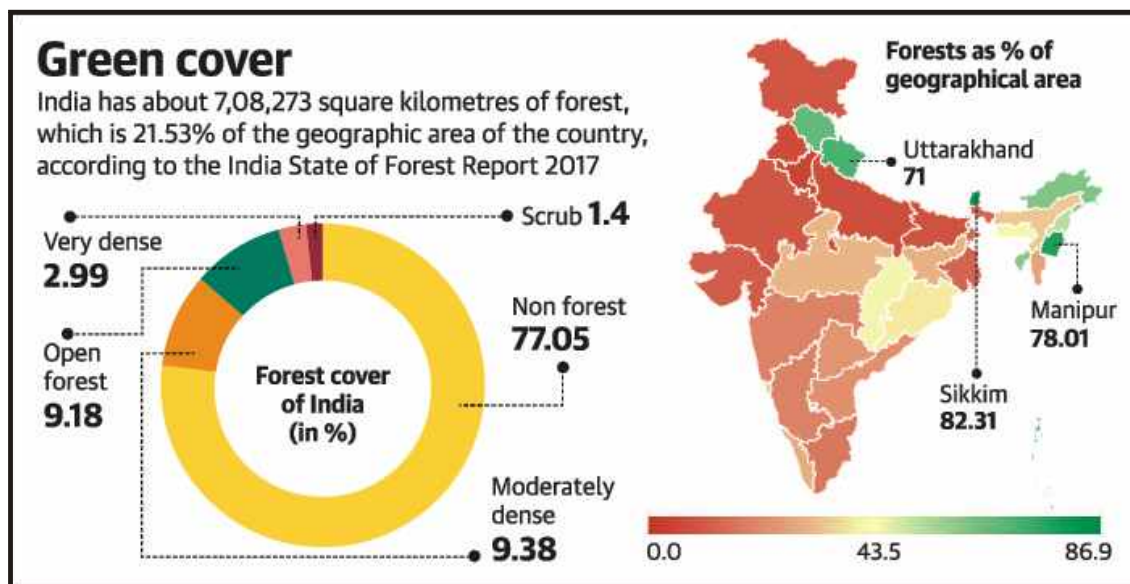 Green cover
India has about 7,08,273 square kilometres of forest,
which is 21.53% of the geographic area of the country,
according to the India State of Forest Report 2017
Very dense
2.99
Open
forest
9.18
Scrub 1.4
Non forest
77.05
Moderately
dense
9.38
Forest cover
of India
(in %)
Forests as % of
geographical area
Uttarakhand
71
Manipur
78.01
Sikkim
82.31
0.0 43.5 86.9